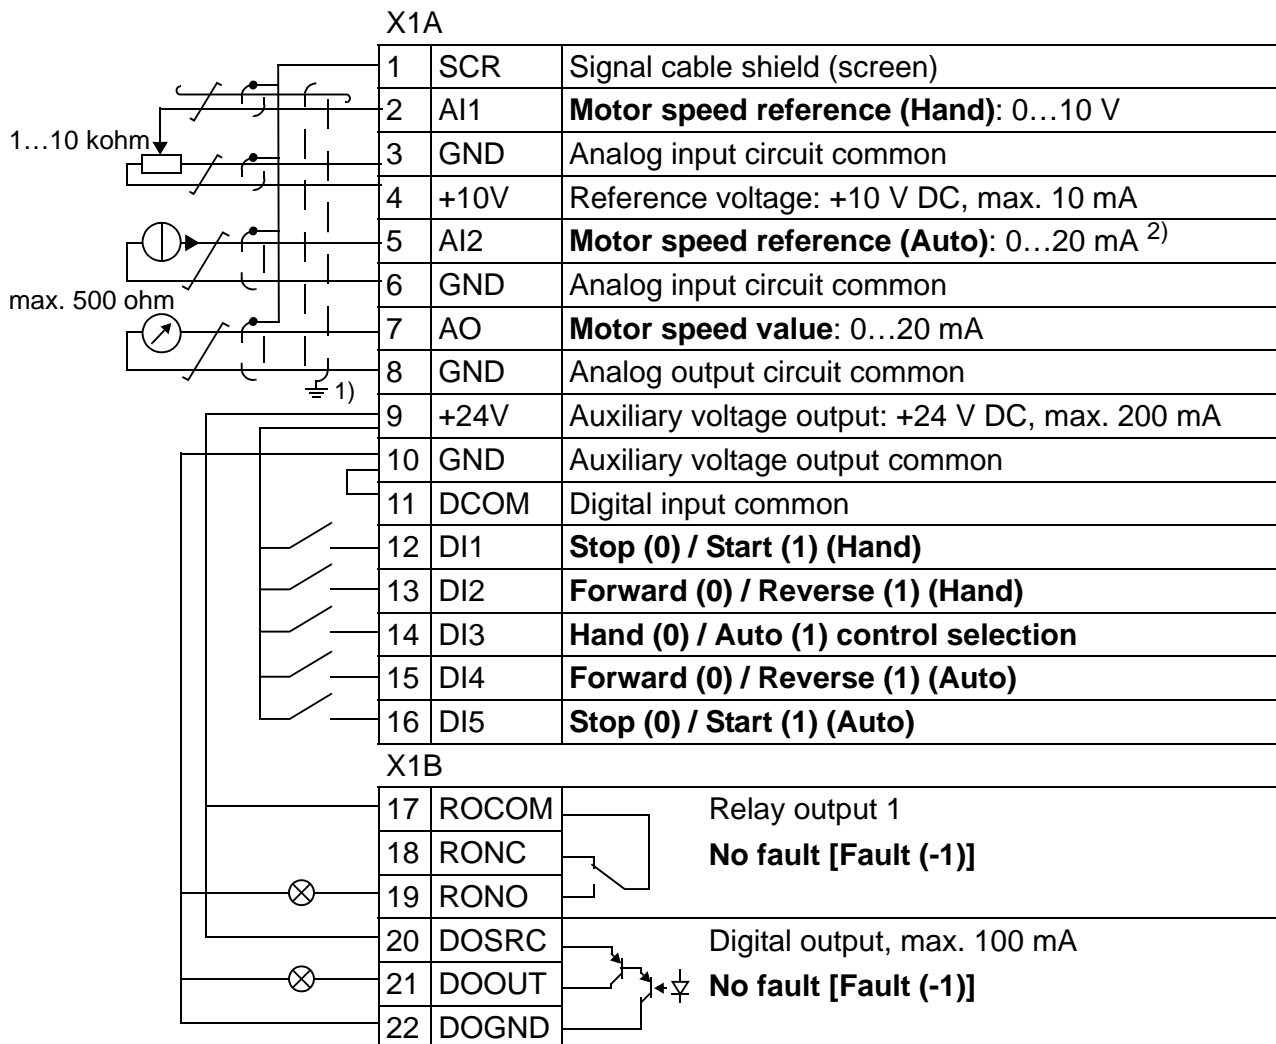 X1A
1 SCR Signal cable shield (screen)
2 AI1 Motor speed reference (Hand): 0…10 V
1…10 kohm
3 GND Analog input circuit common
4 +10V Reference voltage: +10 V DC, max. 10 mA
5 AI2 Motor speed reference (Auto): 0…20 mA 2)
6 GND Analog input circuit common
max. 500 ohm
7 AO Motor speed value: 0…20 mA
8 GND Analog output circuit common
1)
9 +24V Auxiliary voltage output: +24 V DC, max. 200 mA
10 GND Auxiliary voltage output common
11 DCOM Digital input common
12 DI1 Stop (0) / Start (1) (Hand)
13 DI2 Forward (0) / Reverse (1) (Hand)
14 DI3 Hand (0) / Auto (1) control selection
15 DI4 Forward (0) / Reverse (1) (Auto)
16 DI5 Stop (0) / Start (1) (Auto)
X1B
17 ROCOM Relay output 1
18 RONC No fault [Fault (-1)]
19 RONO
20 DOSRC Digital output, max. 100 mA
21 DOOUT No fault [Fault (-1)]
22 DOGND